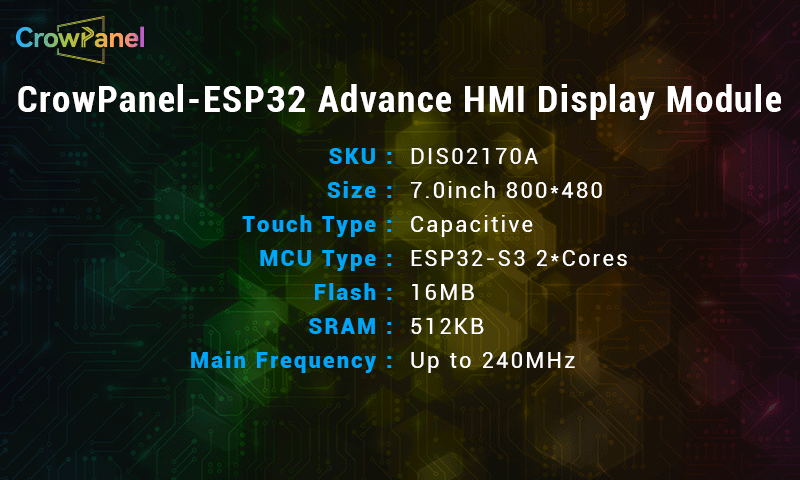 CrowPanel
CrowPanel-ESP32 Advance HMI Display Module
SKU : DIS02170A
Size : 7.0inch 800*480
Touch Type : Capacitive
MCU Type : ESP32-S3 2*Cores
Flash : 16MB
SRAM : 512KB
Main Frequency : Up to 240MHz